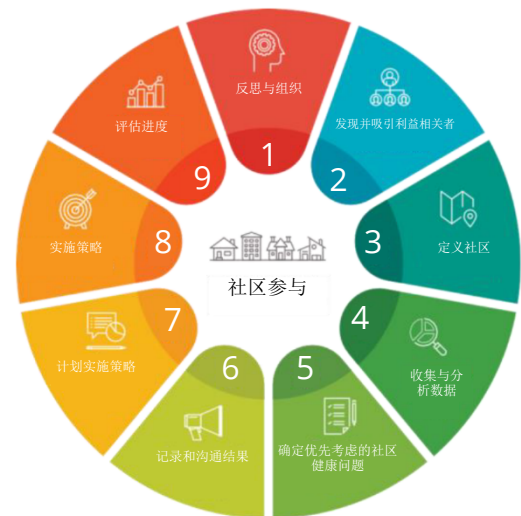 反思与组织
1
发现并吸引利益相关者
2
定义社区
3
收集与分
析数据
4
确定优先考虑的社区
健康问题
5
记录和沟通结果
6
计划实施策略
7
实施策略
8
评估进度
9
社区参与